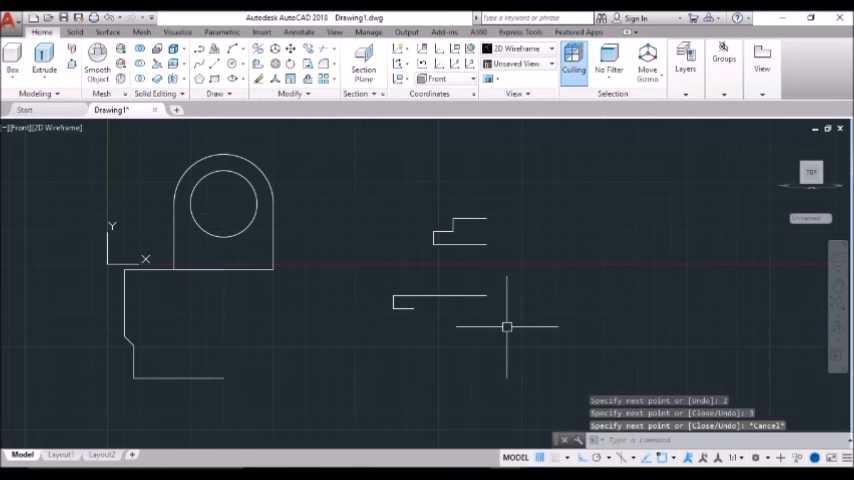 Autodesk AutoCAD 2018 Drawing1.dwg
Type a keyword or phrase
Sign In
Home Solid Surface Mesh Visualize Parametric Insert Annotate View Manage Output Add-ins A360 Express Tools Featured Apps
2D Wireframe
Unsaved View
Front
Box Extrude Smooth Object Section Plane Culling No Filter Move Gizmo Layers Groups View
Modeling Mesh Solid Editing Draw Modify Section Coordinates View Selection
Start Drawing1*
[−][Front][2D Wireframe]
TOP
Unnamed
Y
X
Specify next point or [Undo]: 2
Specify next point or [Close/Undo]: 3
Specify next point or [Close/Undo]: *Cancel*
Type a command
Model Layout1 Layout2
MODEL
1:1